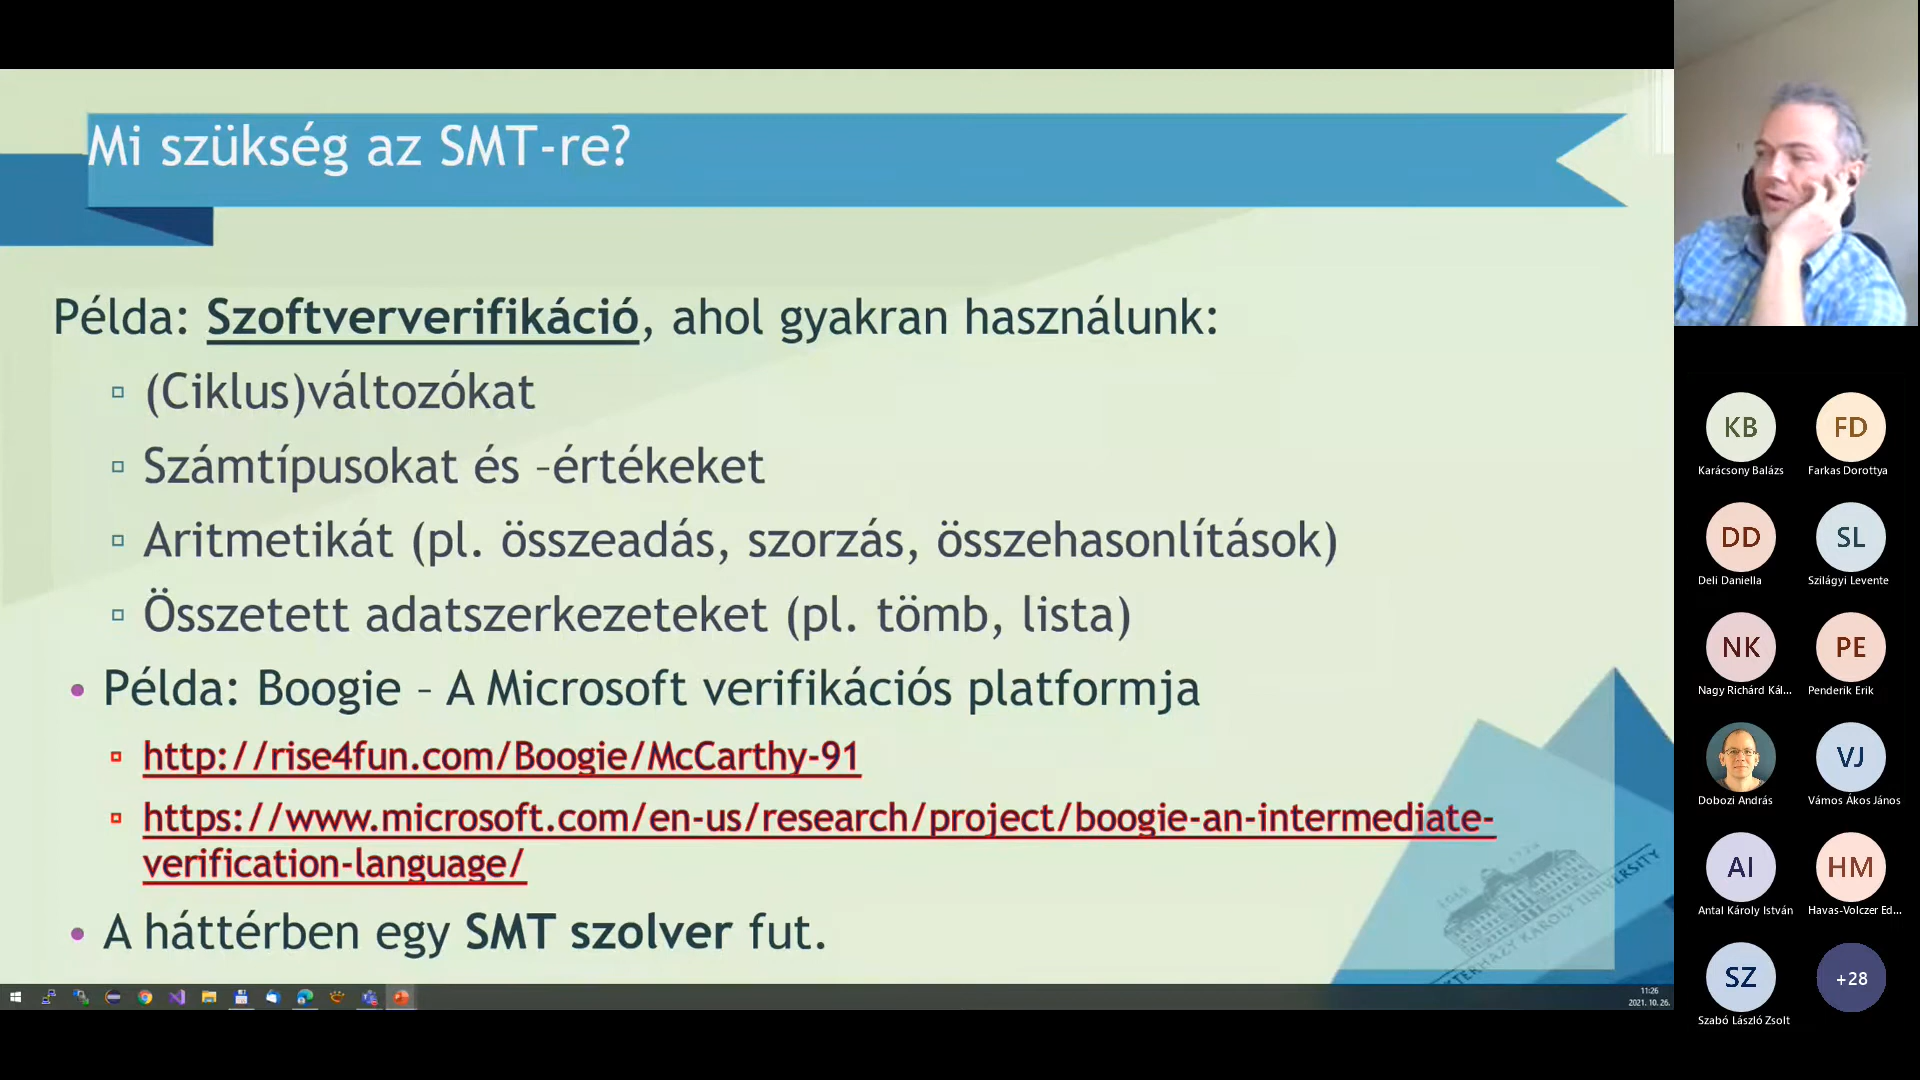 Mi szükség az SMT-re?
Példa: Szoftververifikáció, ahol gyakran használunk:
(Ciklus)változókat
Számtípusokat és –értékeket
Aritmetikát (pl. összeadás, szorzás, összehasonlítások)
Összetett adatszerkezeteket (pl. tömb, lista)
• Példa: Boogie – A Microsoft verifikációs platformja
http://rise4fun.com/Boogie/McCarthy-91
https://www.microsoft.com/en-us/research/project/boogie-an-intermediate-
verification-language/
• A háttérben egy SMT szolver fut.
11:26
2021. 10. 26.
KB
Karácsony Balázs
FD
Farkas Dorottya
DD
Deli Daniella
SL
Szilágyi Levente
NK
Nagy Richárd Kál...
PE
Penderik Erik
Dobozi András
VJ
Vámos Ákos János
AI
Antal Károly István
HM
Havas-Volczer Ed...
SZ
Szabó László Zsolt
+28
KÁROLY UNIVERSITY